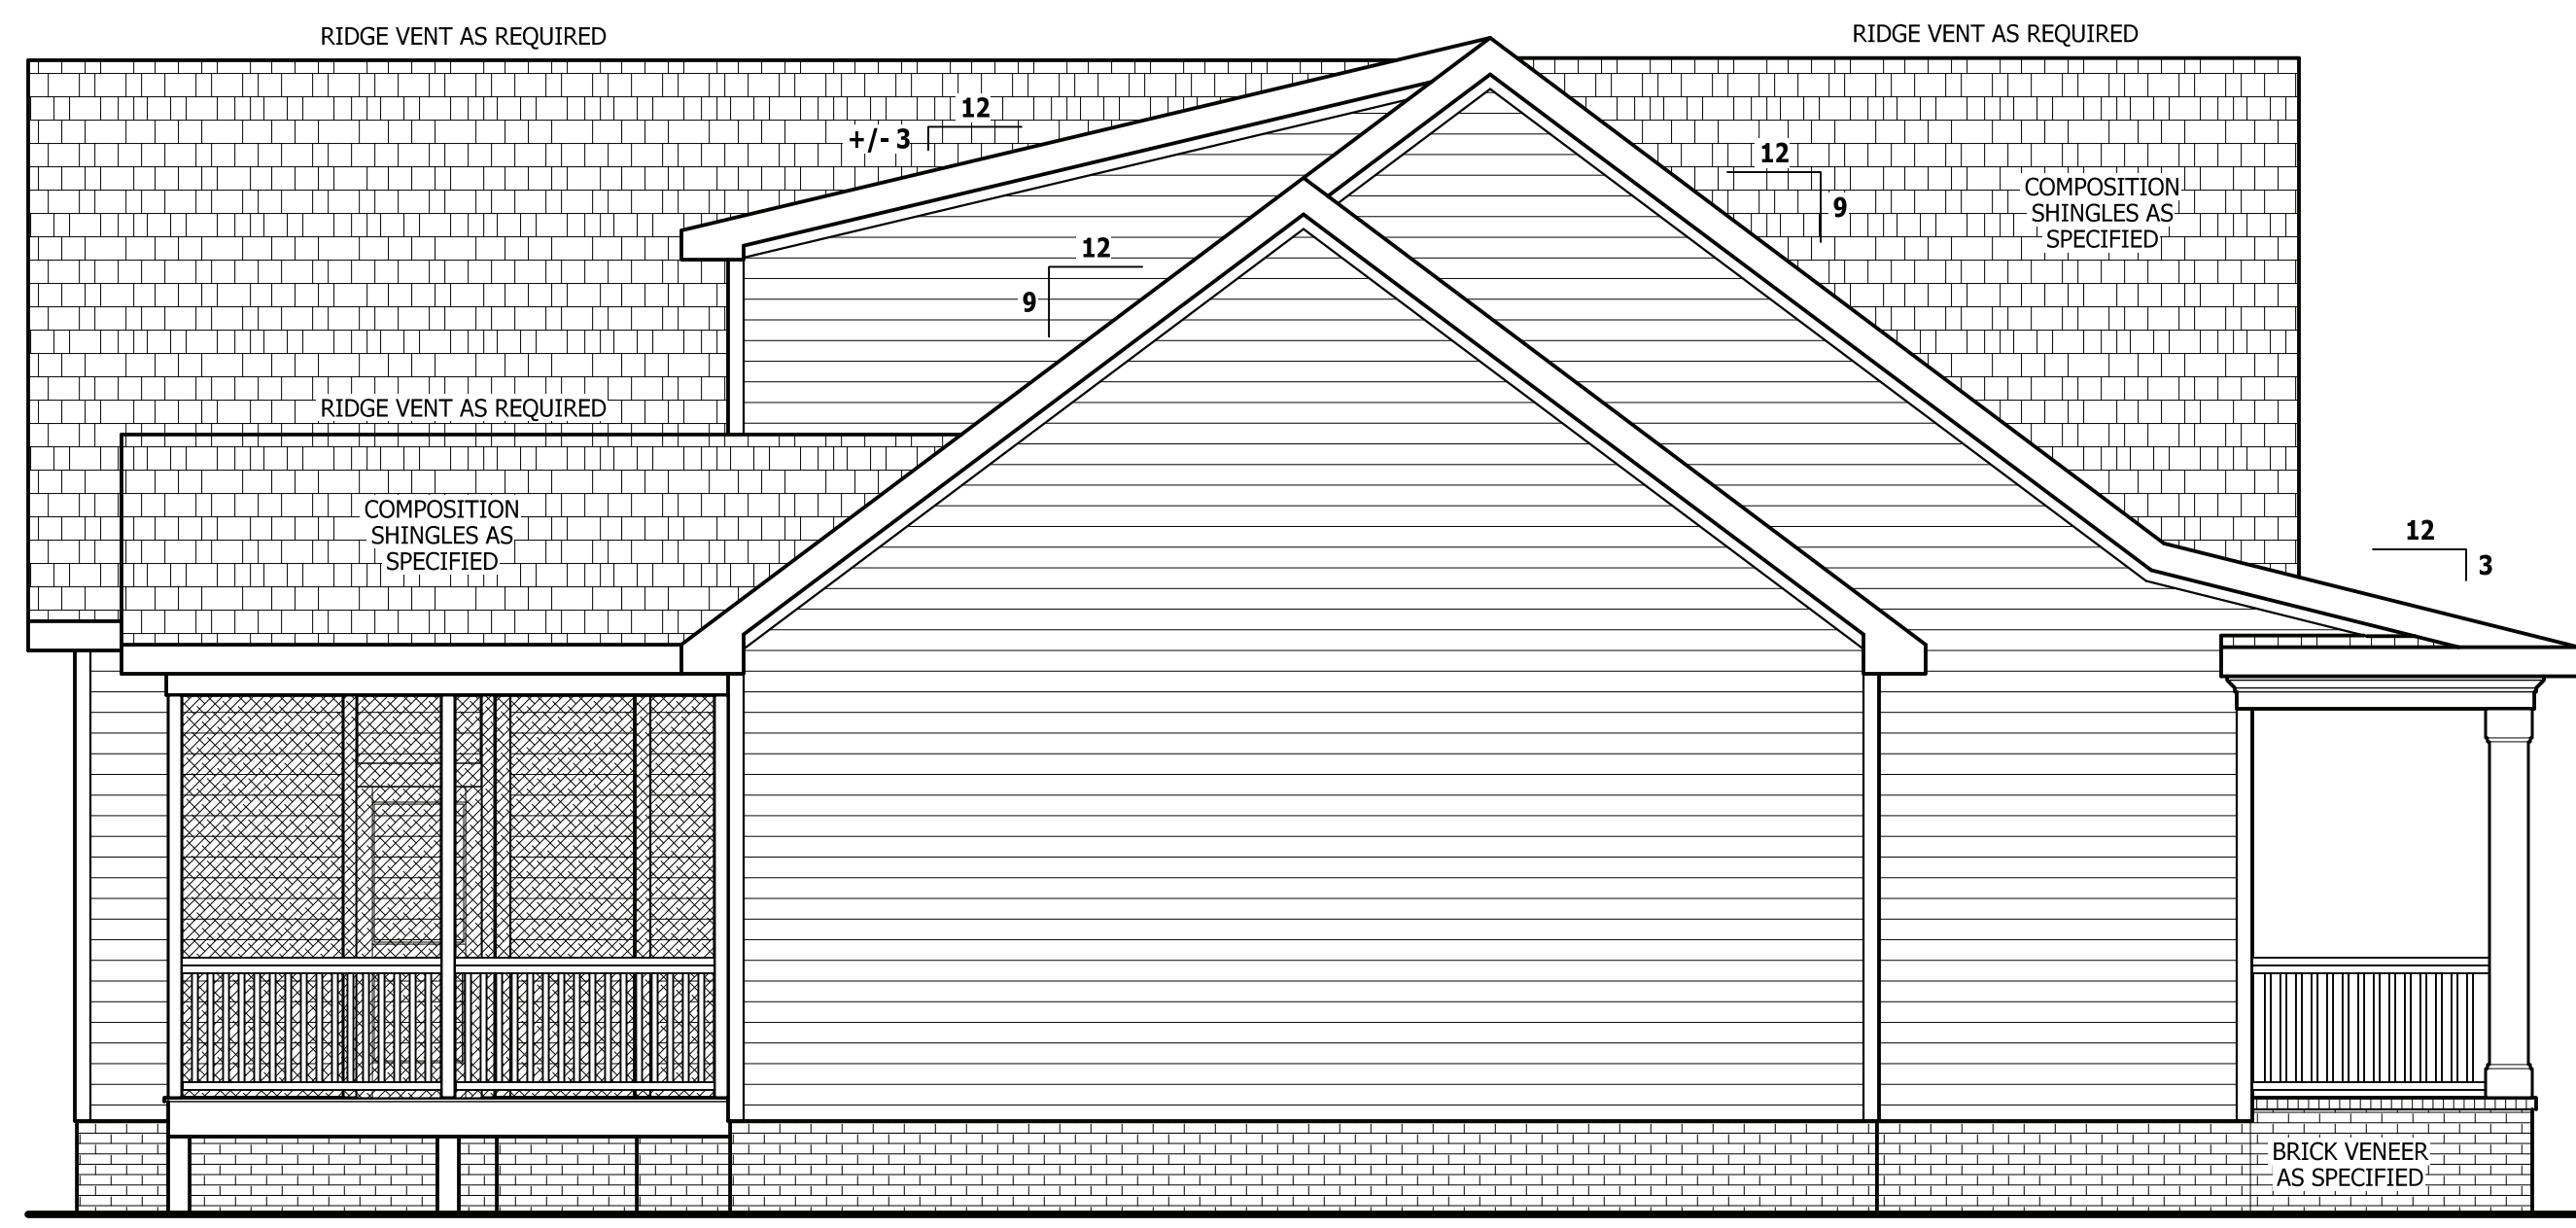 RIDGE VENT AS REQUIRED
RIDGE VENT AS REQUIRED
12
+/- 3
12
9
COMPOSITION
SHINGLES AS
SPECIFIED
12
9
RIDGE VENT AS REQUIRED
COMPOSITION
SHINGLES AS
SPECIFIED
12
3
BRICK VENEER
AS SPECIFIED